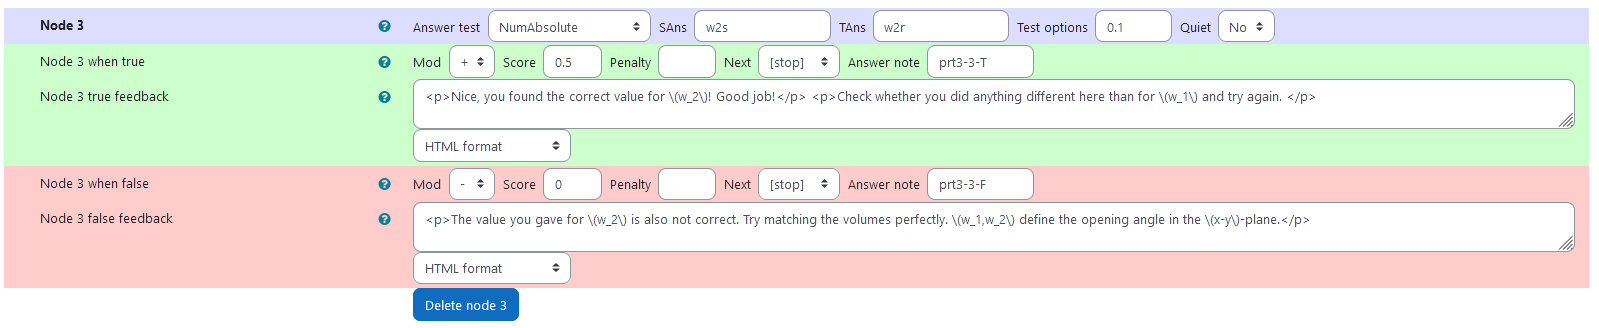 Node 3 Answer test NumAbsolute SAns w2s TAns w2r Test options 0.1 Quiet No
Node 3 when true Mod + Score 0.5 Penalty Next [stop] Answer note prt3-3-T
Node 3 true feedback <p>Nice, you found the correct value for \(w_2\)! Good job!</p> <p>Check whether you did anything different here than for \(w_1\) and try again. </p>
HTML format
Node 3 when false Mod - Score 0 Penalty Next [stop] Answer note prt3-3-F
Node 3 false feedback <p>The value you gave for \(w_2\) is also not correct. Try matching the volumes perfectly. \(w_1,w_2\) define the opening angle in the \(x-y\)-plane.</p>
HTML format
Delete node 3